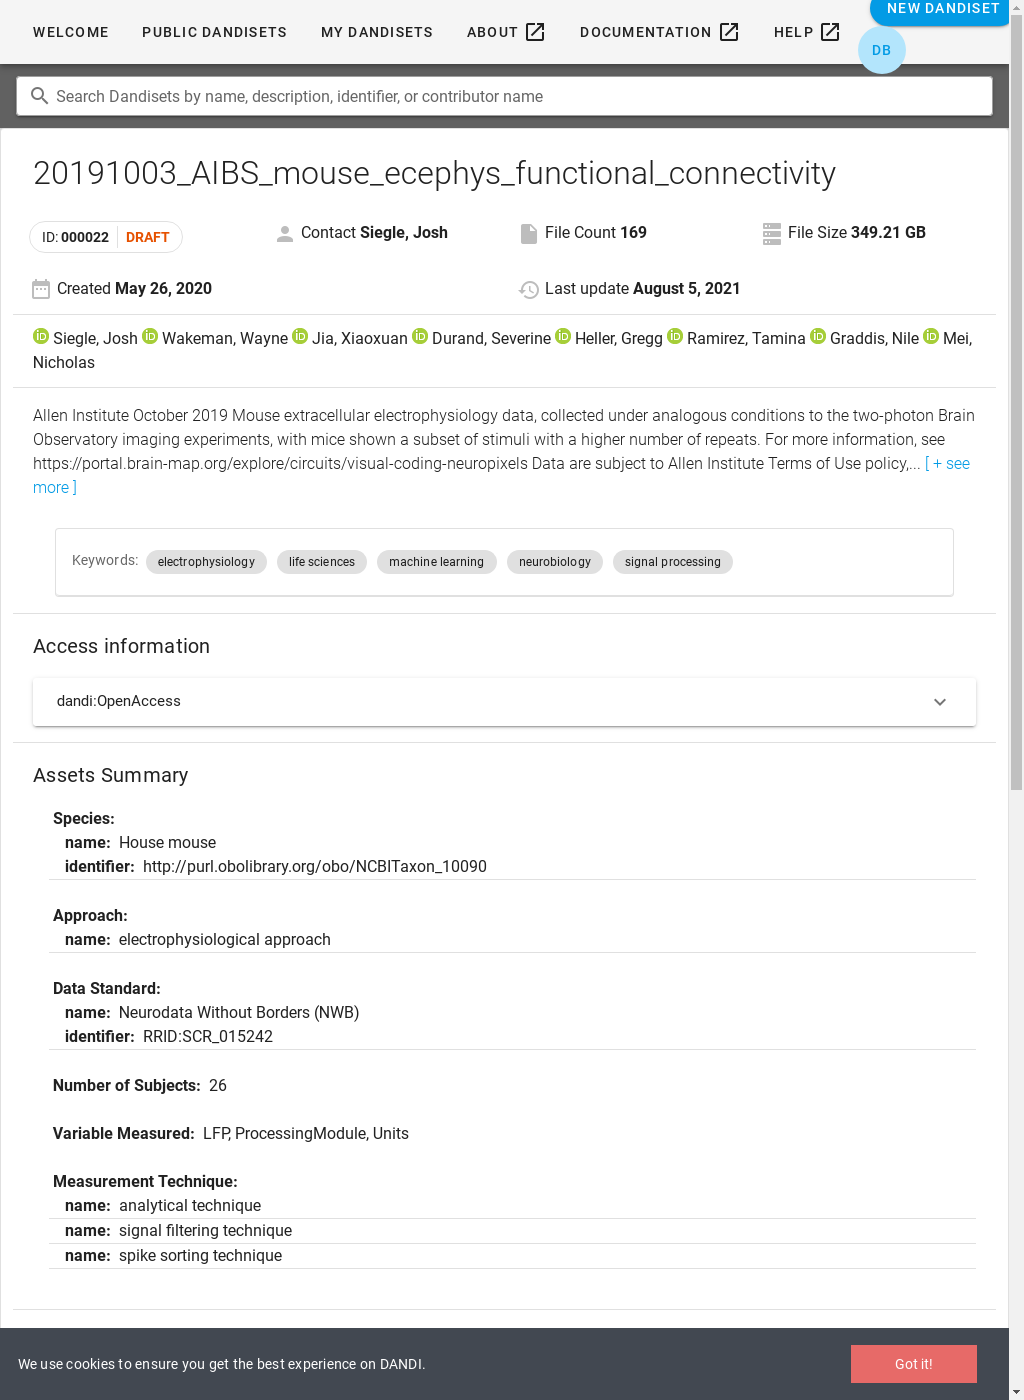 NEW DANDISET
WELCOME PUBLIC DANDISETS MY DANDISETS ABOUT DOCUMENTATION HELP
DB
Search Dandisets by name, description, identifier, or contributor name
20191003_AIBS_mouse_ecephys_functional_connectivity
ID: 000022 DRAFT Contact Siegle, Josh File Count 169 File Size 349.21 GB
Created May 26, 2020 Last update August 5, 2021
iD Siegle, Josh iD Wakeman, Wayne iD Jia, Xiaoxuan iD Durand, Severine iD Heller, Gregg iD Ramirez, Tamina iD Graddis, Nile iD Mei,
Nicholas
Allen Institute October 2019 Mouse extracellular electrophysiology data, collected under analogous conditions to the two-photon Brain
Observatory imaging experiments, with mice shown a subset of stimuli with a higher number of repeats. For more information, see
https://portal.brain-map.org/explore/circuits/visual-coding-neuropixels Data are subject to Allen Institute Terms of Use policy,... [ + see
more ]
Keywords: electrophysiology life sciences machine learning neurobiology signal processing
Access information
dandi:OpenAccess
Assets Summary
Species:
name: House mouse
identifier: http://purl.obolibrary.org/obo/NCBITaxon_10090
Approach:
name: electrophysiological approach
Data Standard:
name: Neurodata Without Borders (NWB)
identifier: RRID:SCR_015242
Number of Subjects: 26
Variable Measured: LFP, ProcessingModule, Units
Measurement Technique:
name: analytical technique
name: signal filtering technique
name: spike sorting technique
We use cookies to ensure you get the best experience on DANDI. Got it!